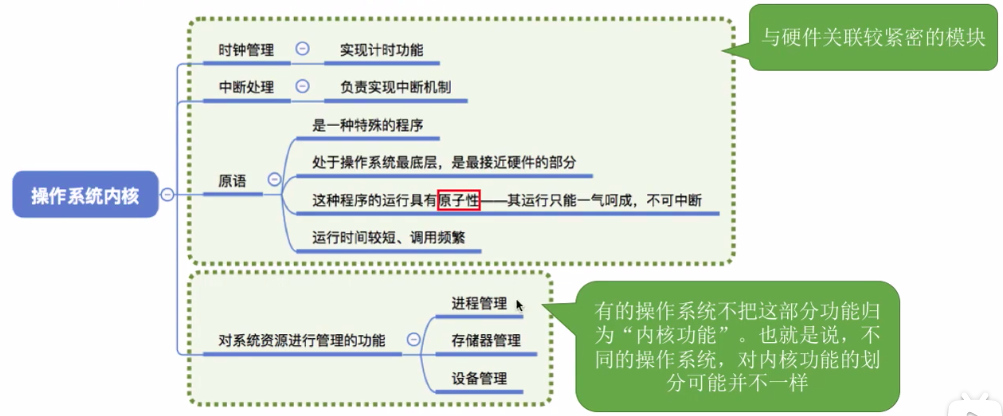 与硬件关联较紧密的模块
时钟管理
实现计时功能
中断处理
负责实现中断机制
是一种特殊的程序
处于操作系统最底层，是最接近硬件的部分
原语
这种程序的运行具有原子性——其运行只能一气呵成，不可中断
运行时间较短、调用频繁
操作系统内核
进程管理
对系统资源进行管理的功能
存储器管理
设备管理
有的操作系统不把这部分功能归
为“内核功能”。也就是说，不
同的操作系统，对内核功能的划
分可能并不一样